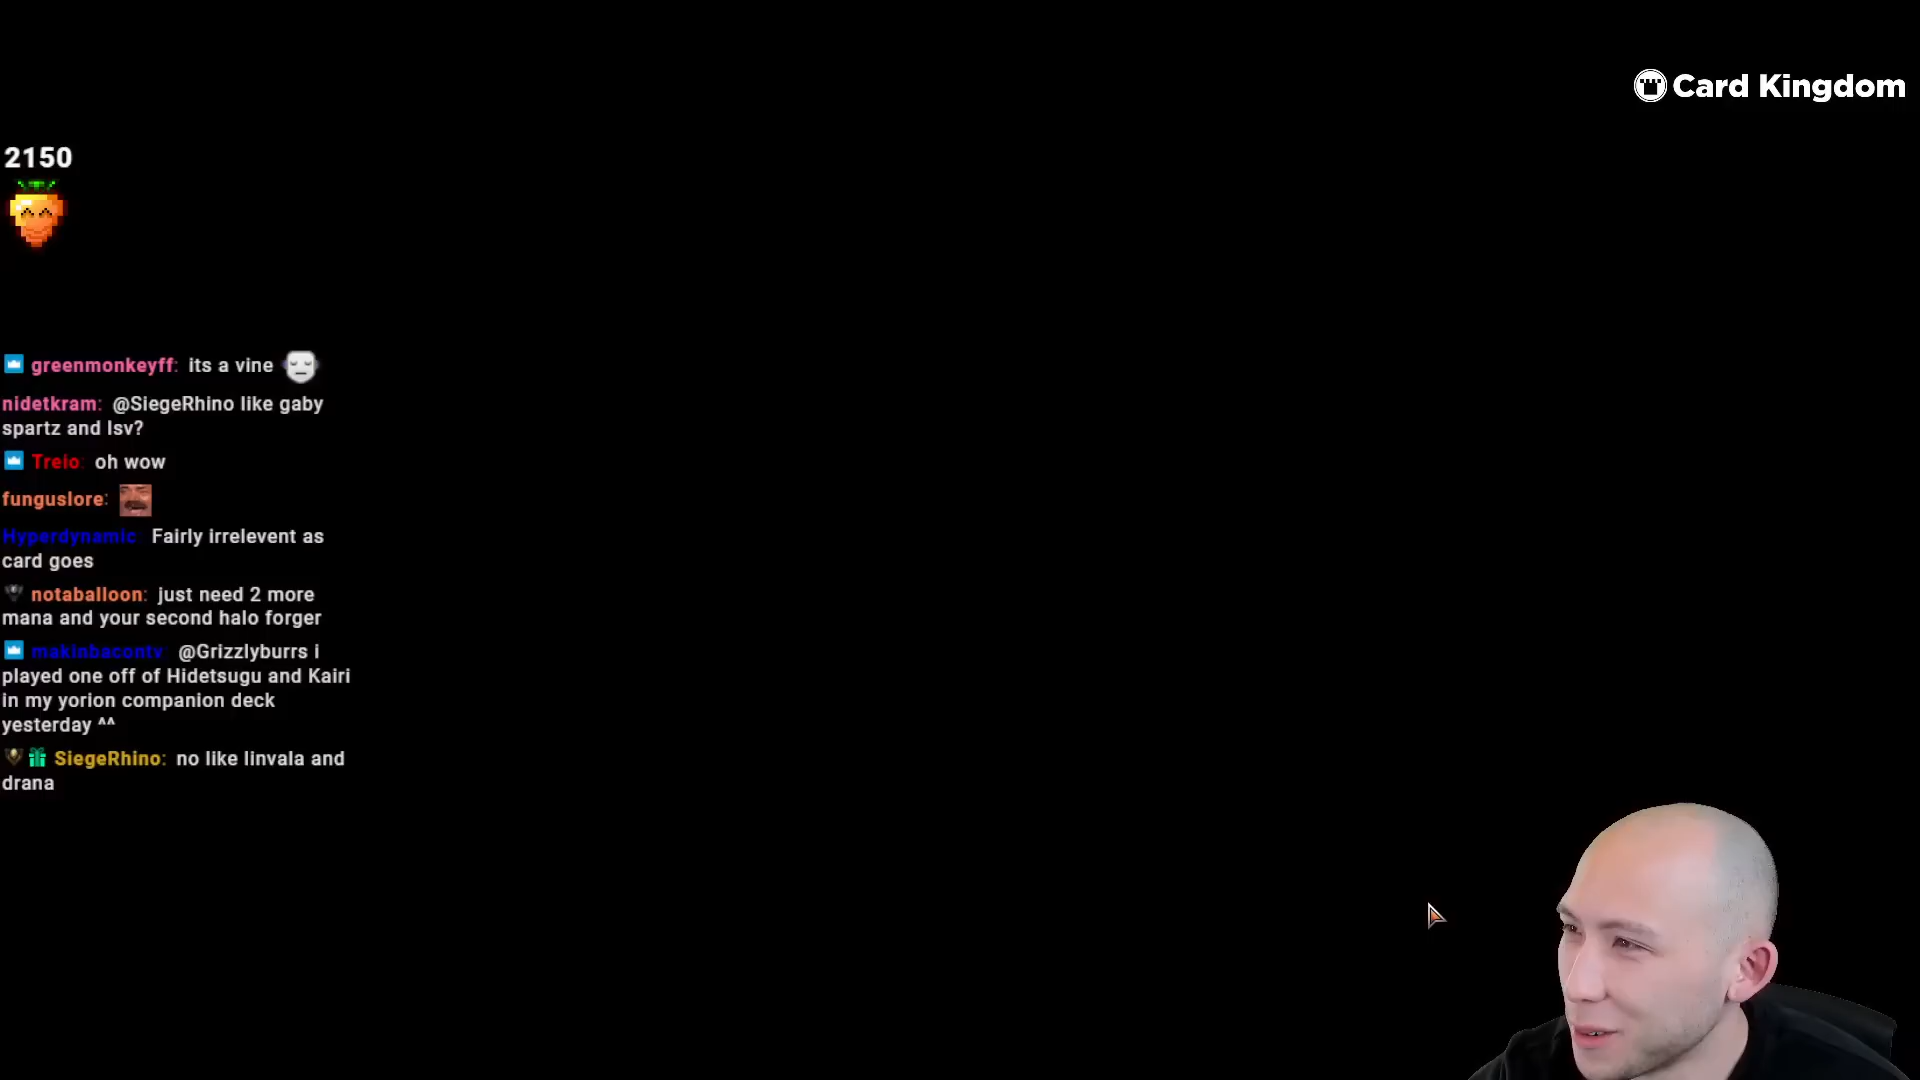 Card Kingdom
2150
greenmonkeyff: its a vine
nidetkram: @SiegeRhino like gaby
spartz and lsv?
Treio: oh wow
funguslore:
Hyperdynamic: Fairly irrelevent as
card goes
notaballoon: just need 2 more
mana and your second halo forger
makinbacontv: @Grizzlyburrs i
played one off of Hidetsugu and Kairi
in my yorion companion deck
yesterday ^^
SiegeRhino: no like linvala and
drana